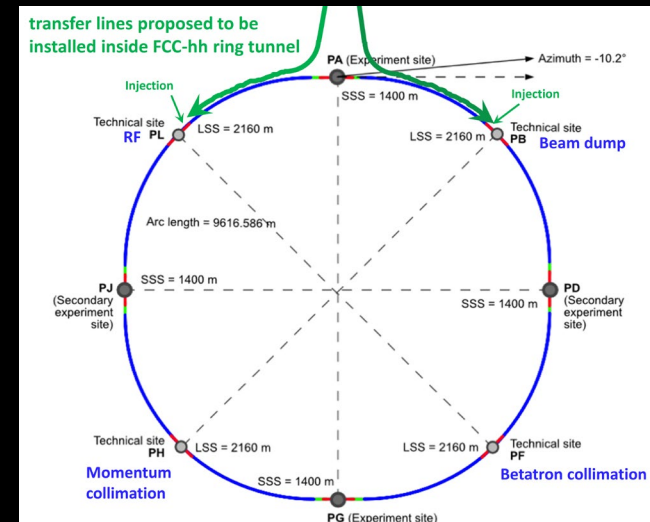 transfer lines proposed to be
installed inside FCC-hh ring tunnel
PA (Experiment site)
Azimuth = -10.2°
Injection
SSS = 1400 m
Injection
Technical site
RF PL
LSS = 2160 m
LSS = 2160 m
Technical site
PB
Beam dump
Arc length = 9616.586 m
PJ
(Secondary
experiment
site)
SSS = 1400 m
SSS = 1400 m
PD
(Secondary
experiment
site)
Technical site
PH
LSS = 2160 m
Momentum
collimation
LSS = 2160 m
Technical site
PF
Betatron collimation
SSS = 1400 m
PG (Experiment site)